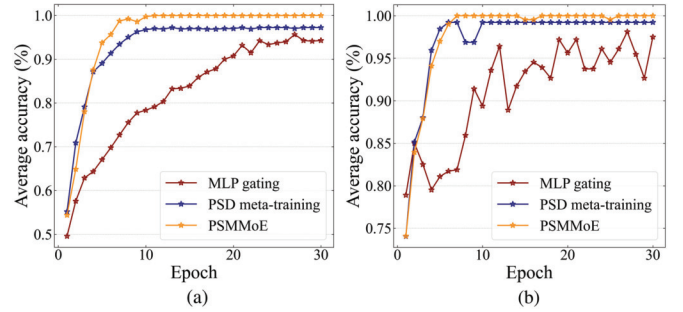 Average accuracy (%)
1.0
0.9
0.8
0.7
0.6
0.5
MLP gating
PSD meta-training
PSMMoE
0
10
20
30
Epoch
(a)
Average accuracy (%)
1.00
0.95
0.90
0.85
0.80
0.75
MLP gating
PSD meta-training
PSMMoE
0
10
20
30
Epoch
(b)